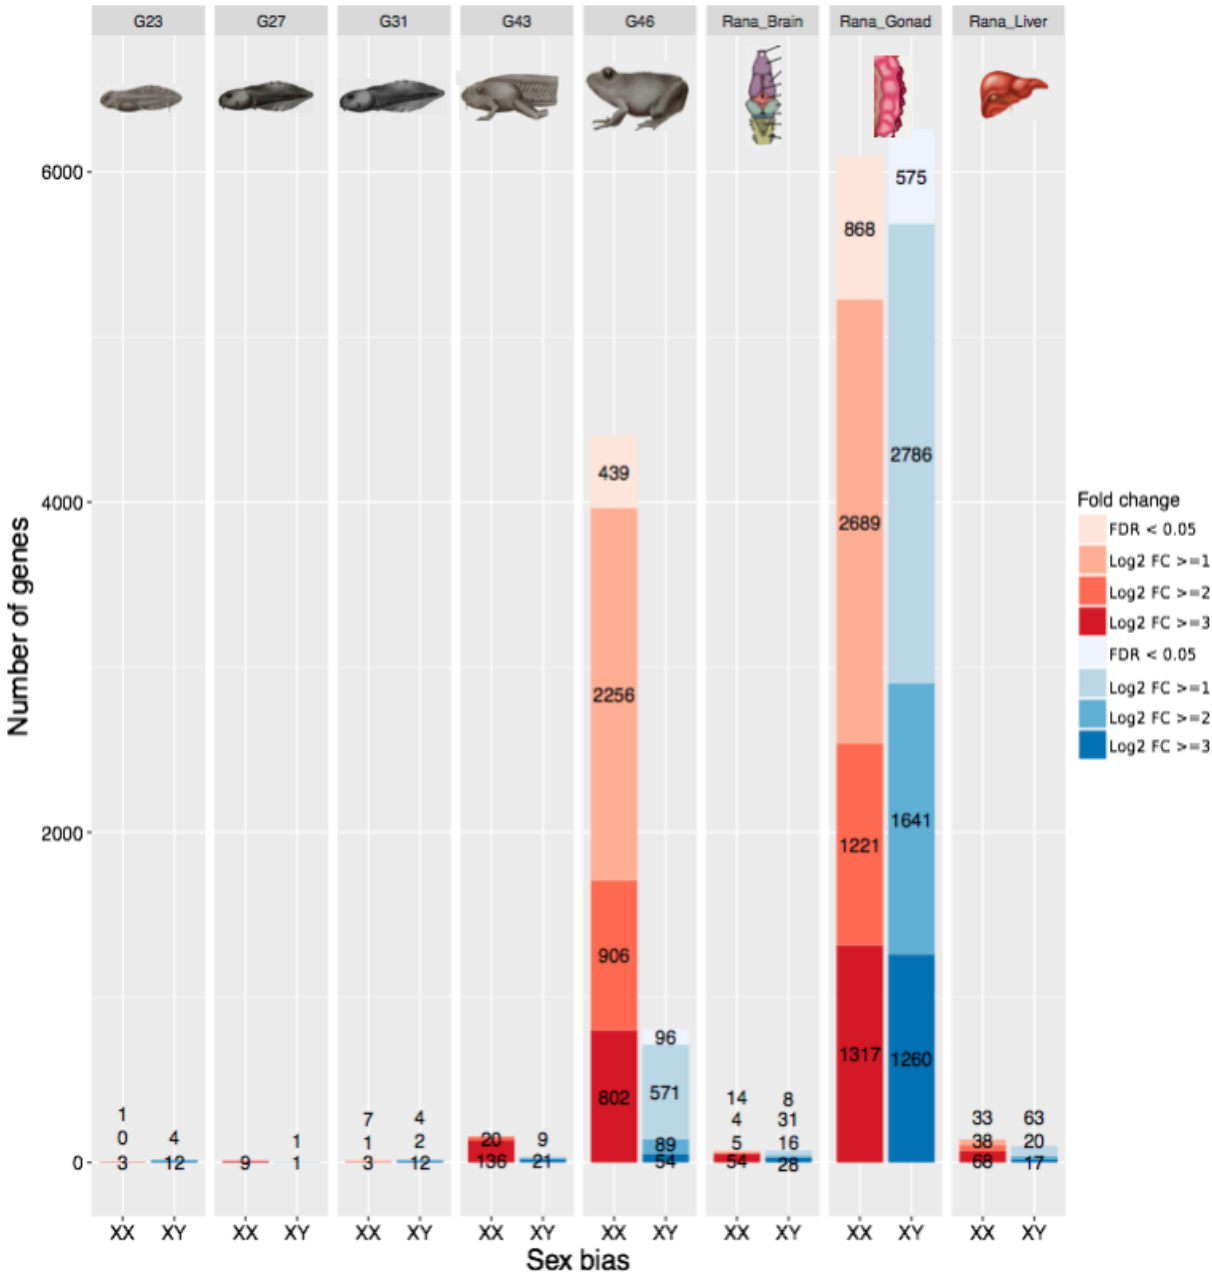 G23 G27 G31 G43 G46 Rana_Brain Rana_Gonad Rana_Liver
6000
4000
2000
0
Number of genes
1
0 4
3 12
1
9 1
7 4
1 2
3 12
20 9
136 21
439
2256
906
802
96
571
89
54
14 8
4 31
5 16
54 28
868
2689
1221
1317
575
2786
1641
1260
33 63
38 20
68 17
XX XY XX XY XX XY XX XY XX XY XX XY XX XY XX XY
Sex bias
Fold change
FDR < 0.05
Log2 FC >=1
Log2 FC >=2
Log2 FC >=3
FDR < 0.05
Log2 FC >=1
Log2 FC >=2
Log2 FC >=3